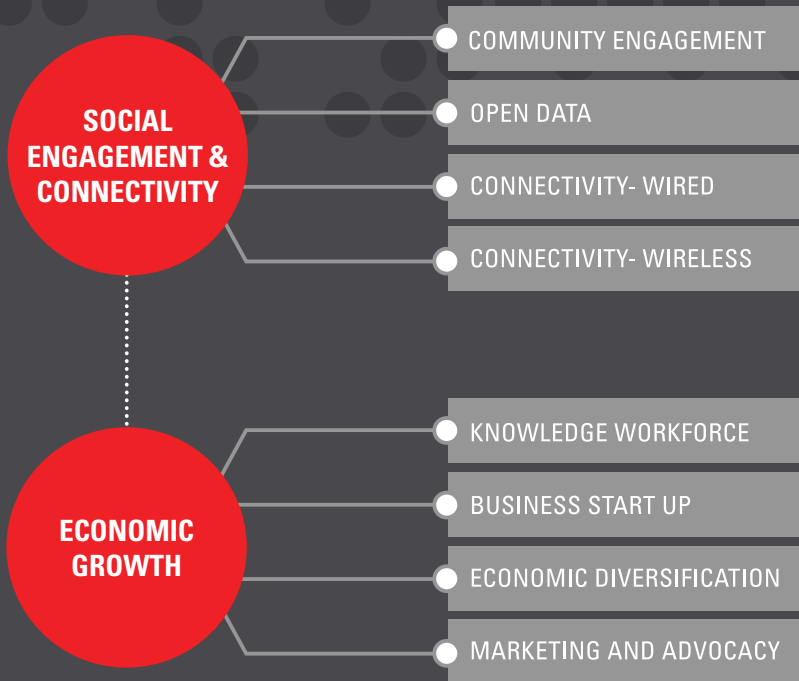 SOCIAL
ENGAGEMENT &
CONNECTIVITY
COMMUNITY ENGAGEMENT
OPEN DATA
CONNECTIVITY- WIRED
CONNECTIVITY- WIRELESS
ECONOMIC
GROWTH
KNOWLEDGE WORKFORCE
BUSINESS START UP
ECONOMIC DIVERSIFICATION
MARKETING AND ADVOCACY